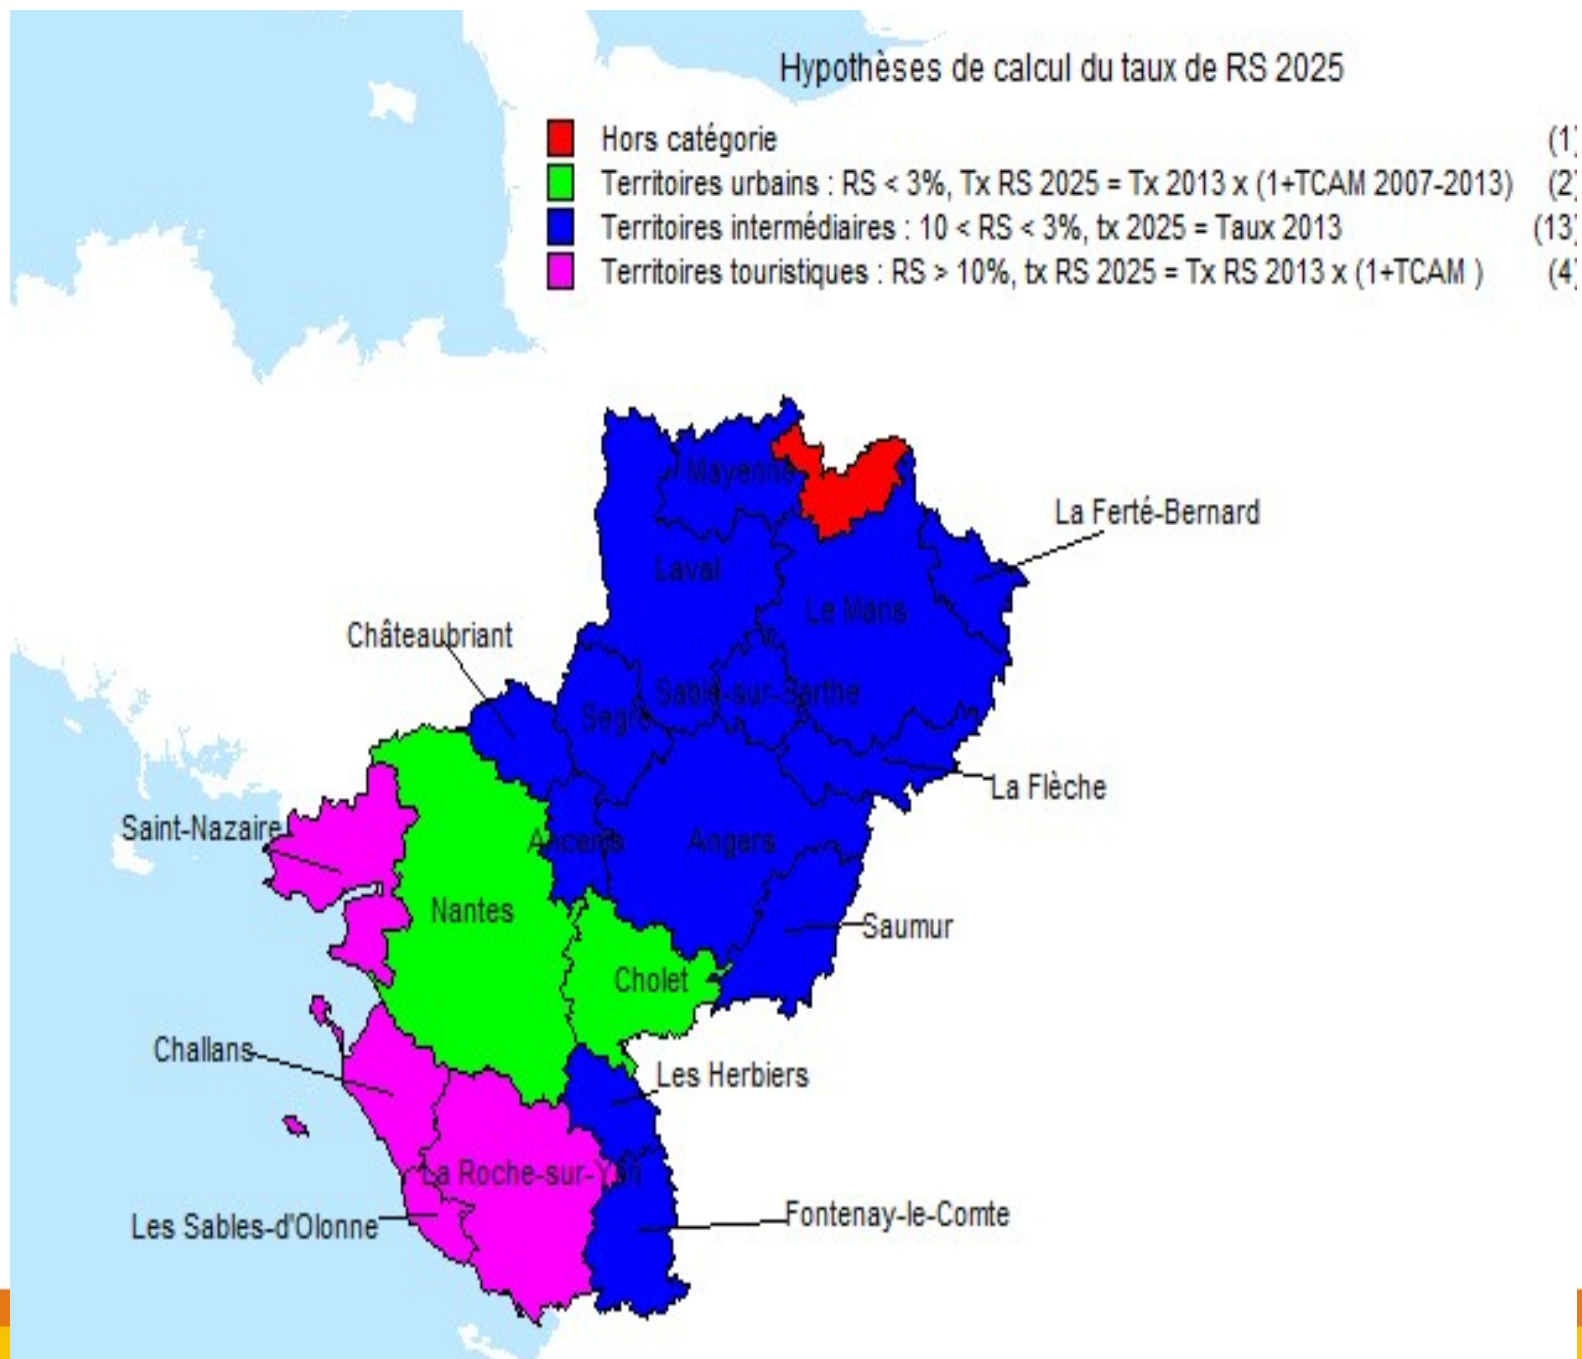 Hypothèses de calcul du taux de RS 2025
Hors catégorie (1)
Territoires urbains : RS < 3%, Tx RS 2025 = Tx 2013 x (1+TCAM 2007-2013) (2)
Territoires intermédiaires : 10 < RS < 3%, tx 2025 = Taux 2013 (13)
Territoires touristiques : RS > 10%, tx RS 2025 = Tx RS 2013 x (1+TCAM ) (4)
Mayenne
La Ferté-Bernard
Laval
Le Mans
Châteaubriant
Sablé-sur-Sarthe
Segré
La Flèche
Saint-Nazaire
Ancenis
Angers
Nantes
Saumur
Cholet
Challans
Les Herbiers
La Roche-sur-Yon
Les Sables-d'Olonne
Fontenay-le-Comte